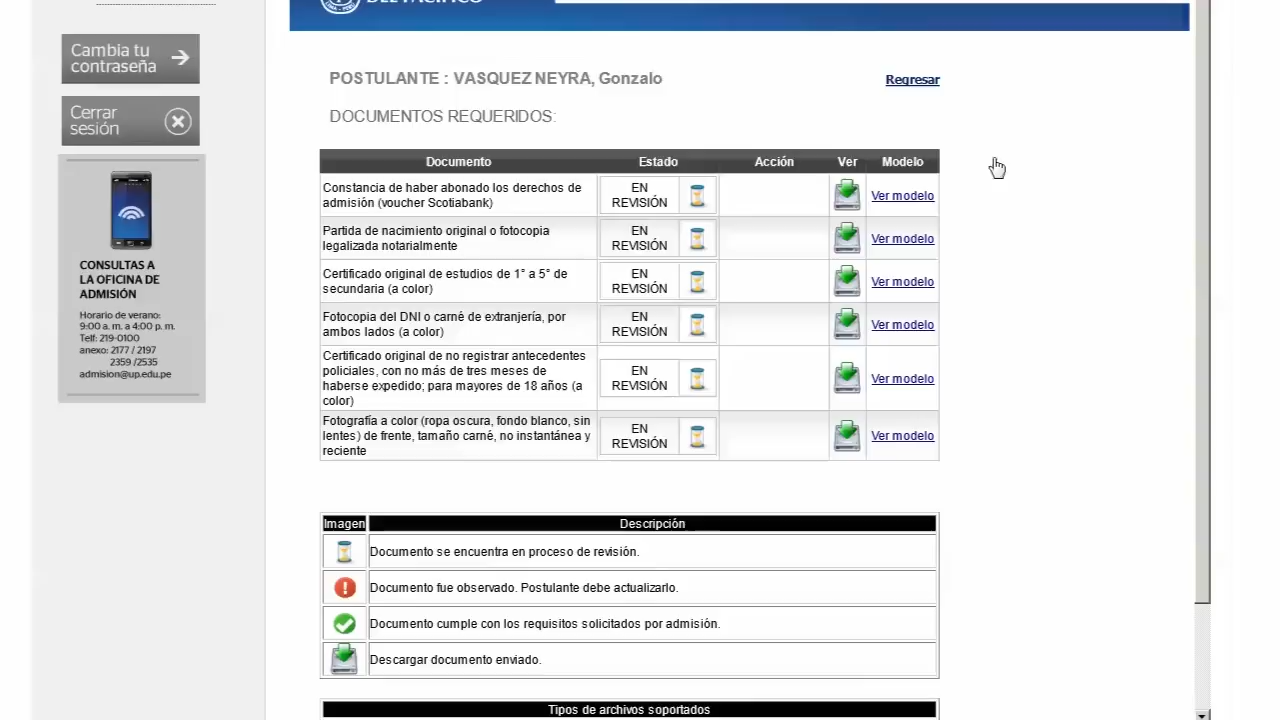 DEL PACÍFICO
Cambia tu
contraseña
Cerrar
sesión
CONSULTAS A
LA OFICINA DE
ADMISIÓN
Horario de verano:
9:00 a. m. a 4:00 p. m.
Telf: 219-0100
anexo: 2177 / 2197
2359 /2535
admision@up.edu.pe
POSTULANTE : VASQUEZ NEYRA, Gonzalo
Regresar
DOCUMENTOS REQUERIDOS:
Documento Estado Acción Ver Modelo
Constancia de haber abonado los derechos de
admisión (voucher Scotiabank)
EN
REVISIÓN
Ver modelo
Partida de nacimiento original o fotocopia
legalizada notarialmente
EN
REVISIÓN
Ver modelo
Certificado original de estudios de 1° a 5° de
secundaria (a color)
EN
REVISIÓN
Ver modelo
Fotocopia del DNI o carné de extranjería, por
ambos lados (a color)
EN
REVISIÓN
Ver modelo
Certificado original de no registrar antecedentes
policiales, con no más de tres meses de
haberse expedido; para mayores de 18 años (a
color)
EN
REVISIÓN
Ver modelo
Fotografía a color (ropa oscura, fondo blanco, sin
lentes) de frente, tamaño carné, no instantánea y
reciente
EN
REVISIÓN
Ver modelo
Imagen Descripción
Documento se encuentra en proceso de revisión.
Documento fue observado. Postulante debe actualizarlo.
Documento cumple con los requisitos solicitados por admisión.
Descargar documento enviado.
Tipos de archivos soportados